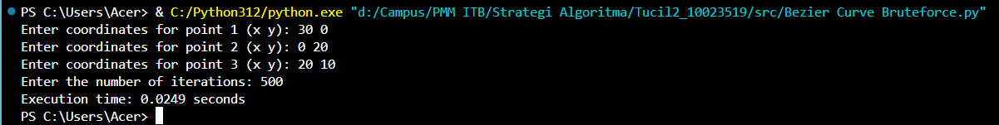 PS C:\Users\Acer> & C:/Python312/python.exe "d:/Campus/PMM ITB/Strategi Algoritma/Tucil2_10023519/src/Bezier Curve Bruteforce.py"
Enter coordinates for point 1 (x y): 30 0
Enter coordinates for point 2 (x y): 0 20
Enter coordinates for point 3 (x y): 20 10
Enter the number of iterations: 500
Execution time: 0.0249 seconds
PS C:\Users\Acer>